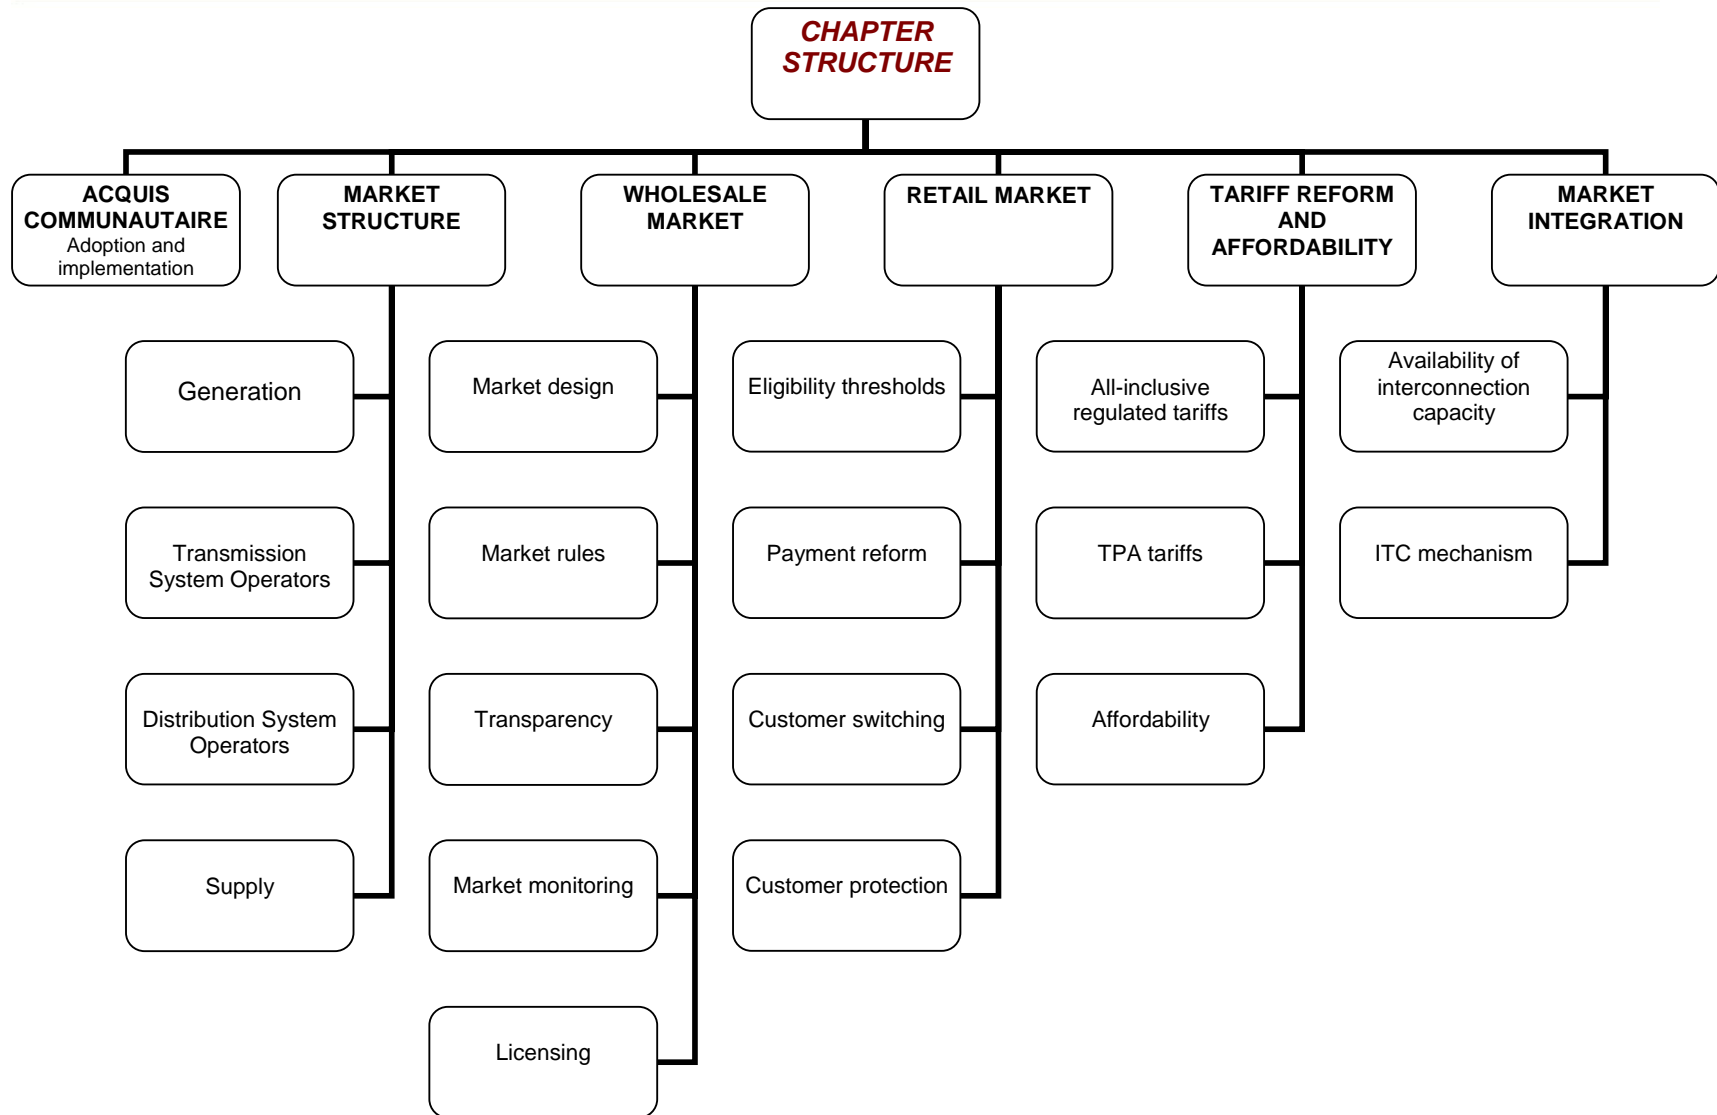 CHAPTER
STRUCTURE
ACQUIS
COMMUNAUTAIRE
Adoption and
implementation
MARKET
STRUCTURE
WHOLESALE
MARKET
RETAIL MARKET
TARIFF REFORM
AND
AFFORDABILITY
MARKET
INTEGRATION
Generation
Market design
Eligibility thresholds
All-inclusive
regulated tariffs
Availability of
interconnection
capacity
Transmission
System Operators
Market rules
Payment reform
TPA tariffs
ITC mechanism
Distribution System
Operators
Transparency
Customer switching
Affordability
Supply
Market monitoring
Customer protection
Licensing